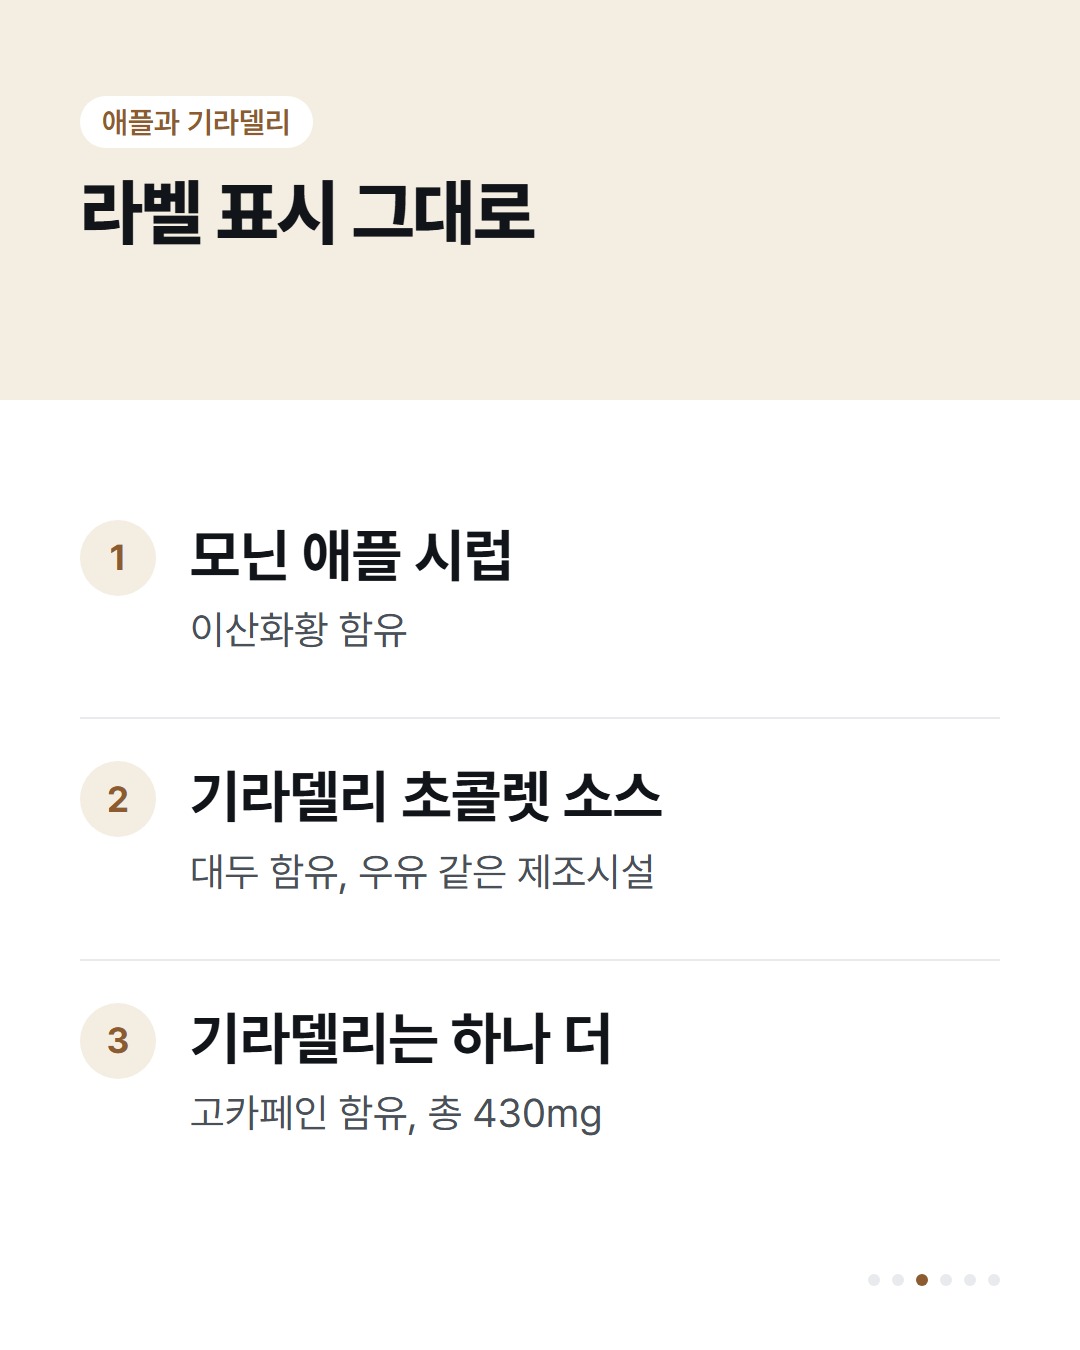 애플과 기라델리
라벨 표시 그대로
1
모닌 애플 시럽
이산화황 함유
2
기라델리 초콜렛 소스
대두 함유, 우유 같은 제조시설
3
기라델리는 하나 더
고카페인 함유, 총 430mg